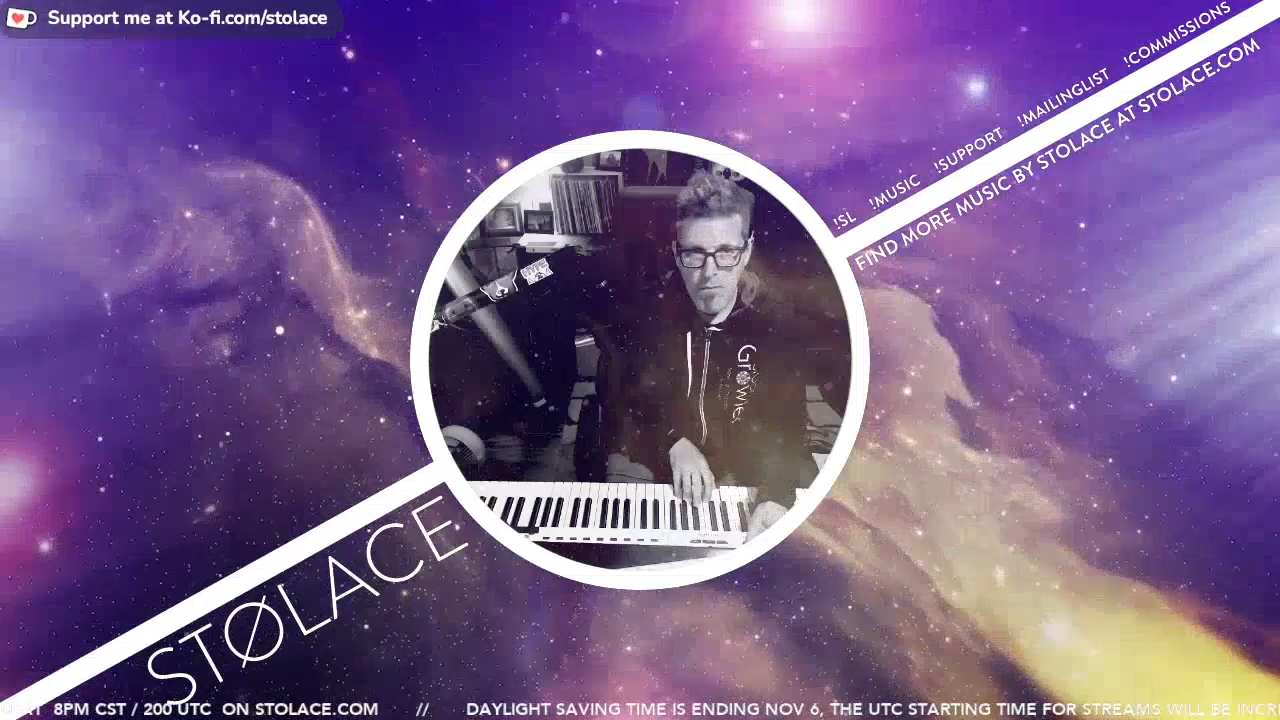 Support me at Ko-fi.com/stolace
!SL !MUSIC !SUPPORT !MAILINGLIST !COMMISSIONS
FIND MORE MUSIC BY STOLACE AT STOLACE.COM
STØLACE
8PM CST / 200 UTC ON STOLACE.COM // DAYLIGHT SAVING TIME IS ENDING NOV 6, THE UTC STARTING TIME FOR STREAMS WILL BE INCR